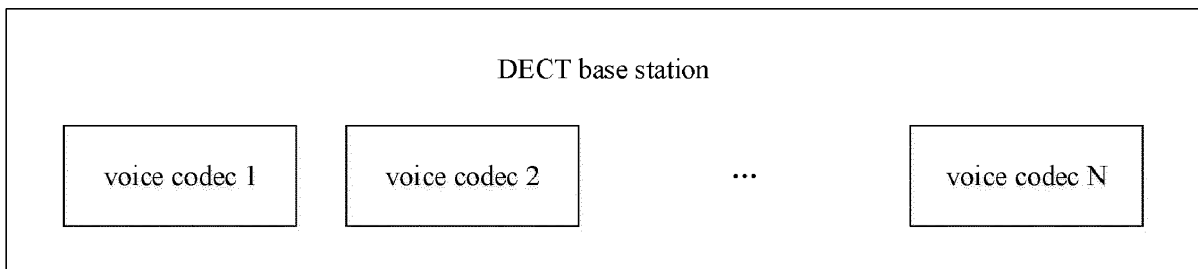 DECT base station
voice codec 1
voice codec 2
...
voice codec N